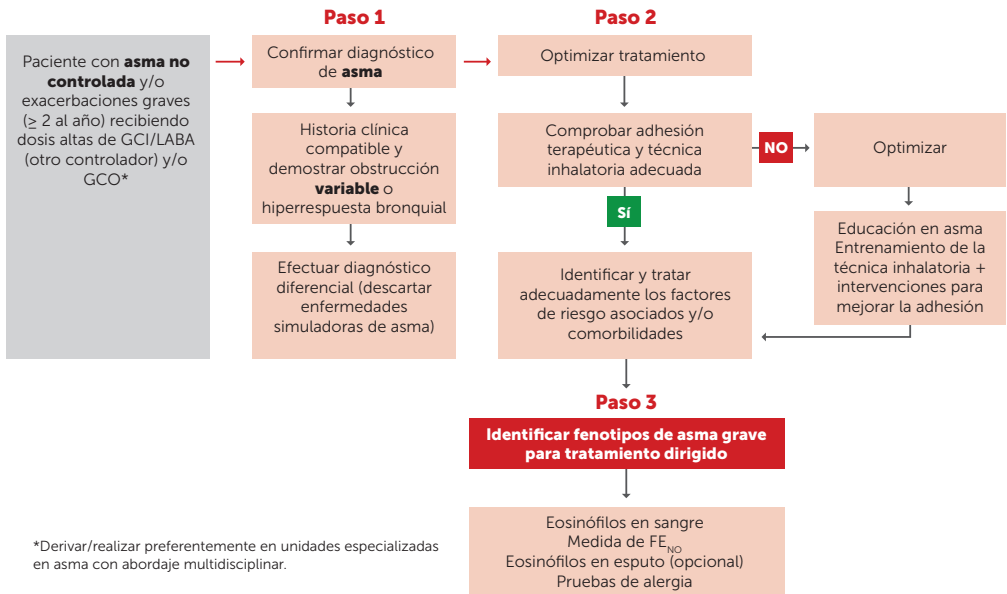 Paso 1
Paso 2
Paciente con asma no
controlada y/o
exacerbaciones graves
(≥ 2 al año) recibiendo
dosis altas de GCI/LABA
(otro controlador) y/o
GCO*
Confirmar diagnóstico
de asma
Optimizar tratamiento
Historia clínica
compatible y
demostrar obstrucción
variable o
hiperrespuesta bronquial
Comprobar adhesión
terapéutica y técnica
inhalatoria adecuada
NO
Optimizar
Sí
Efectuar diagnóstico
diferencial (descartar
enfermedades
simuladoras de asma)
Identificar y tratar
adecuadamente los factores
de riesgo asociados y/o
comorbilidades
Educación en asma
Entrenamiento de la
técnica inhalatoria +
intervenciones para
mejorar la adhesión
Paso 3
Identificar fenotipos de asma grave
para tratamiento dirigido
Eosinófilos en sangre
Medida de FENO
Eosinófilos en esputo (opcional)
Pruebas de alergia
*Derivar/realizar preferentemente en unidades especializadas
en asma con abordaje multidisciplinar.